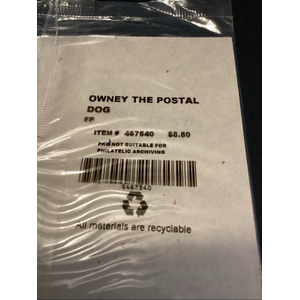 OWNEY THE POSTAL
DOG
FP
ITEM # 467540 $8.80
PKG NOT SUITABLE FOR
PHILATELIC ARCHIVING
$467540
All materials are recyclable